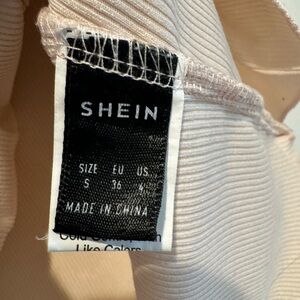 SHEIN
SIZE EU US
S 36 4
MADE IN CHINA
Like Colors